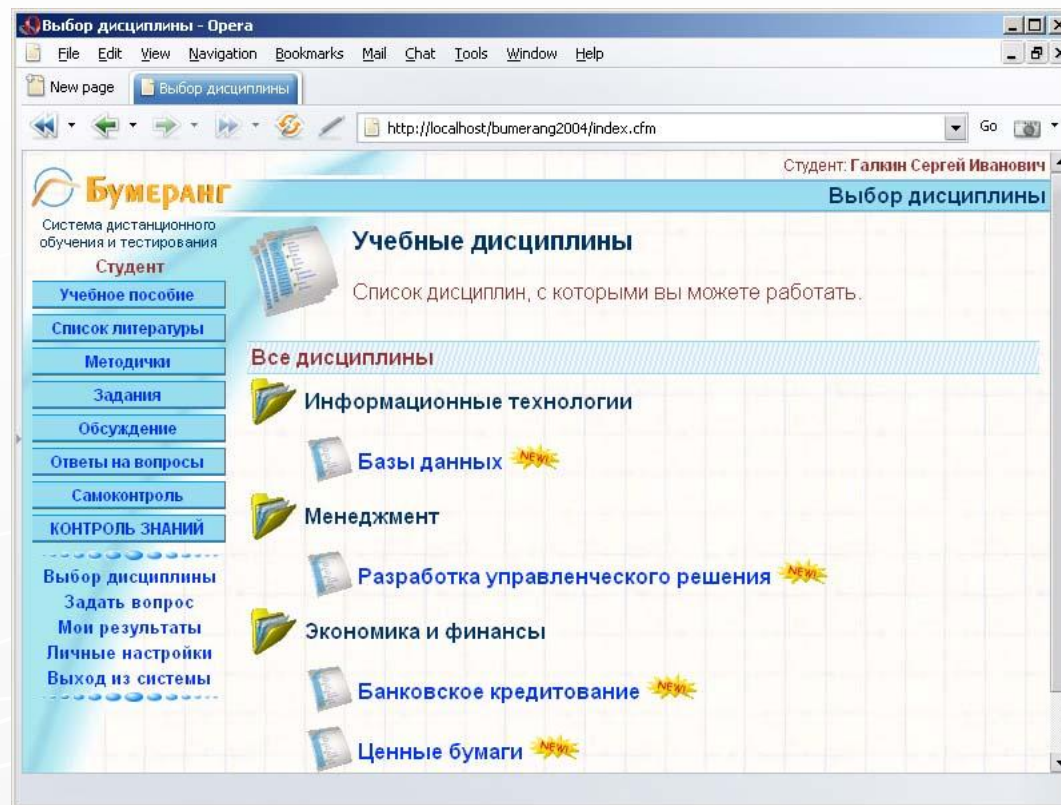 Выбор дисциплины - Opera
File Edit View Navigation Bookmarks Mail Chat Tools Window Help
New page Выбор дисциплины
http://localhost/bumerang2004/index.cfm Go
Студент: Галкин Сергей Иванович
Бумеранг
Выбор дисциплины
Система дистанционного
обучения и тестирования
Студент
Учебное пособие
Список литературы
Методички
Задания
Обсуждение
Ответы на вопросы
Самоконтроль
КОНТРОЛЬ ЗНАНИЙ
Выбор дисциплины
Задать вопрос
Мои результаты
Личные настройки
Выход из системы
Учебные дисциплины
Список дисциплин, с которыми вы можете работать.
Все дисциплины
Информационные технологии
Базы данных NEW!
Менеджмент
Разработка управленческого решения NEW!
Экономика и финансы
Банковское кредитование NEW!
Ценные бумаги NEW!